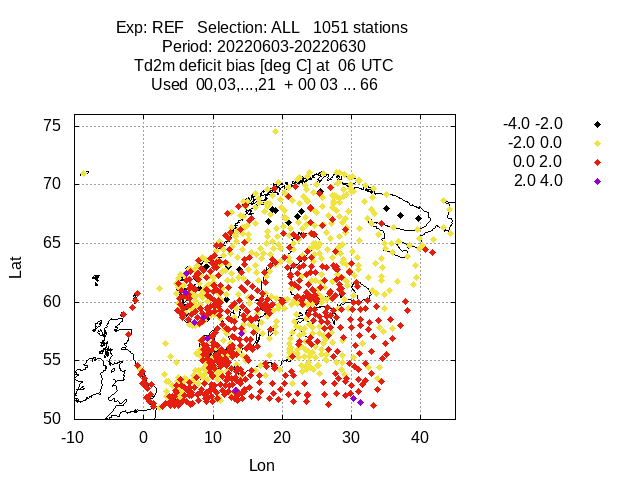 Exp: REF   Selection: ALL   1051 stations
Period: 20220603-20220630
Td2m deficit bias [deg C] at  06 UTC
Used  00,03,...,21  + 00 03 ... 66
-4.0 -2.0
-2.0 0.0
0.0 2.0
2.0 4.0
75
70
65
60
55
50
Lat
-10 0 10 20 30 40
Lon